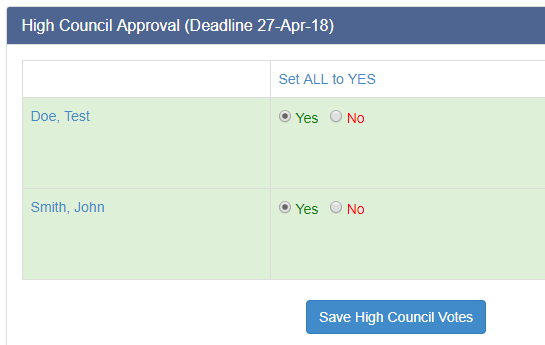 High Council Approval (Deadline 27-Apr-18)
Set ALL to YES
Doe, Test Yes No
Smith, John Yes No
Save High Council Votes